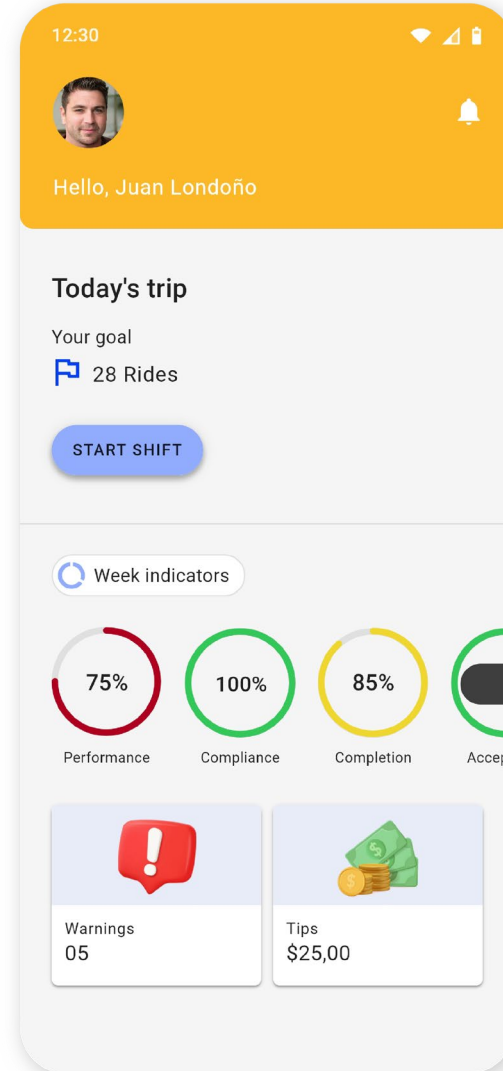 12:30
Hello, Juan Londoño
Today's trip
Your goal
28 Rides
START SHIFT
Week indicators
75%
100%
85%
Performance
Compliance
Completion
Warnings
05
Tips
$25,00